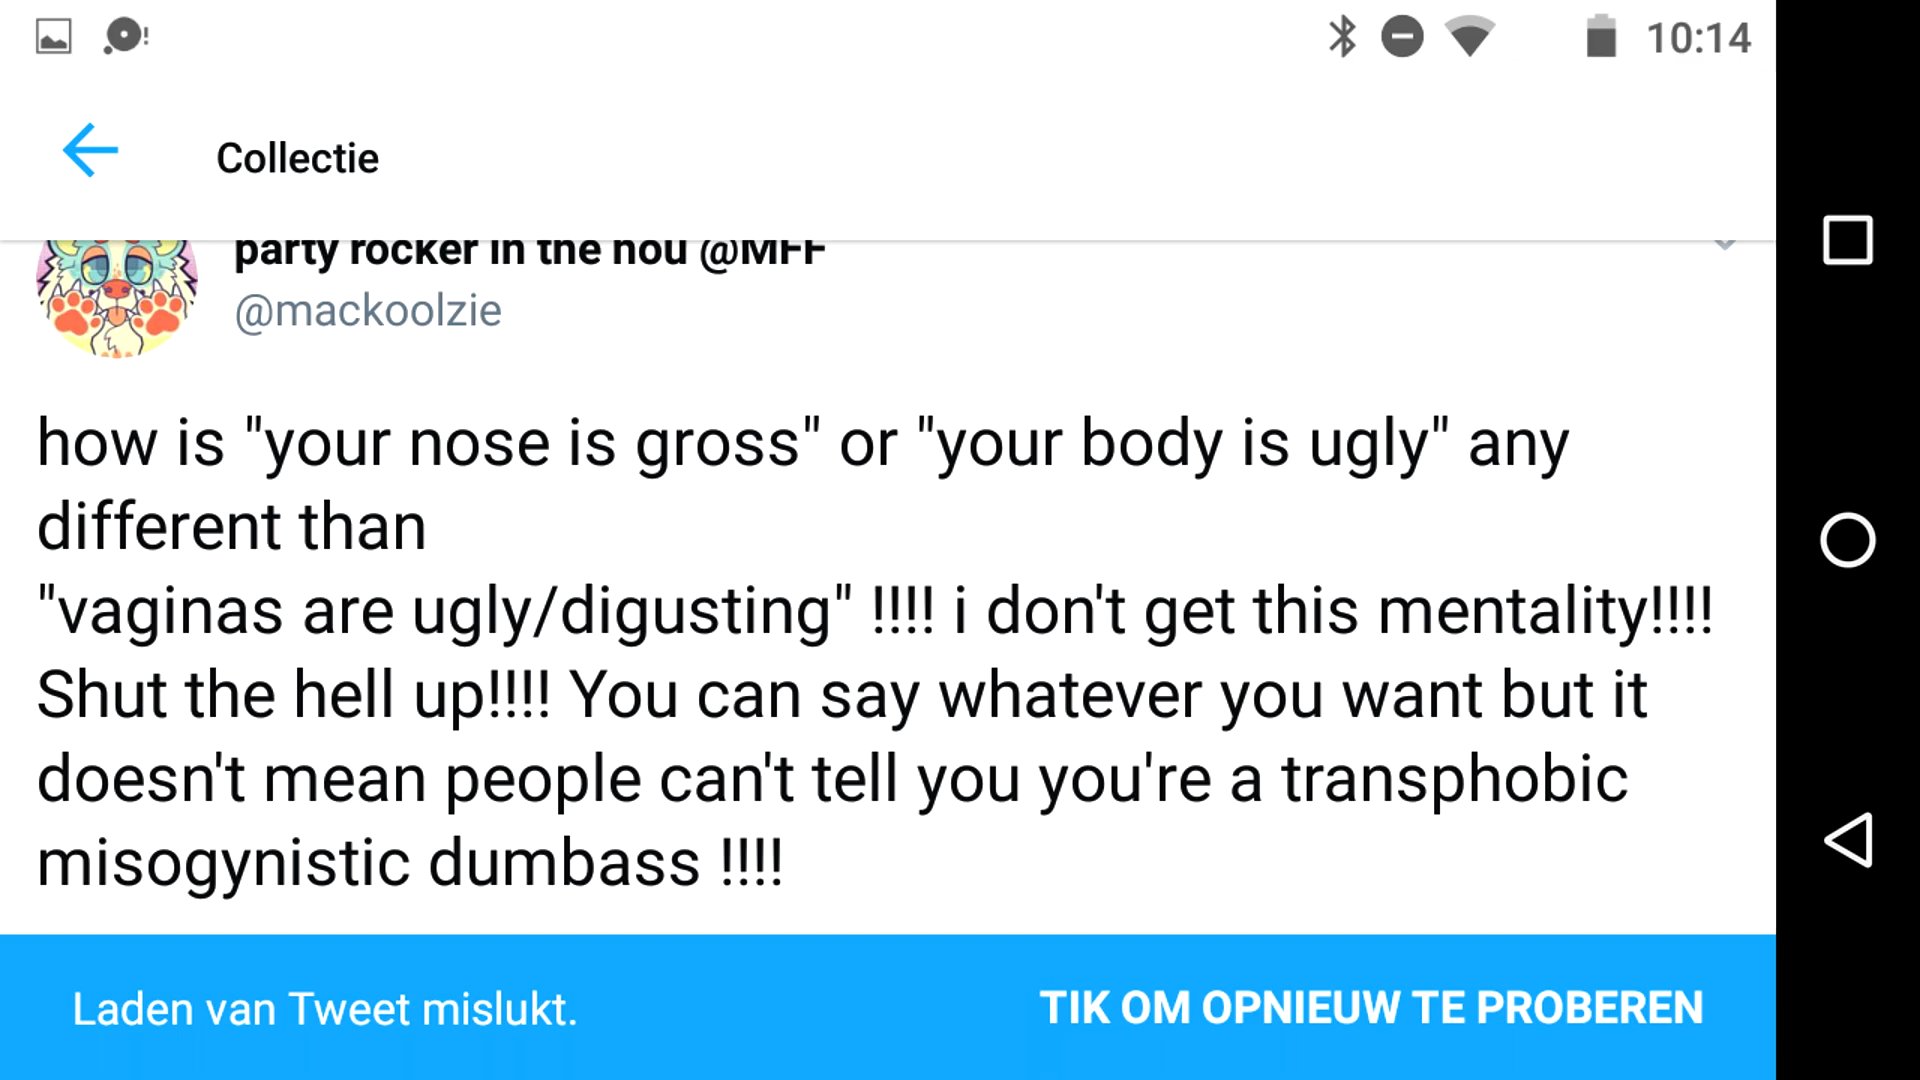 10:14
Collectie
party rocker in the hou @MFF
@mackoolzie
how is "your nose is gross" or "your body is ugly" any
different than
"vaginas are ugly/digusting" !!!! i don't get this mentality!!!!
Shut the hell up!!!! You can say whatever you want but it
doesn't mean people can't tell you you're a transphobic
misogynistic dumbass !!!!
Laden van Tweet mislukt. TIK OM OPNIEUW TE PROBEREN